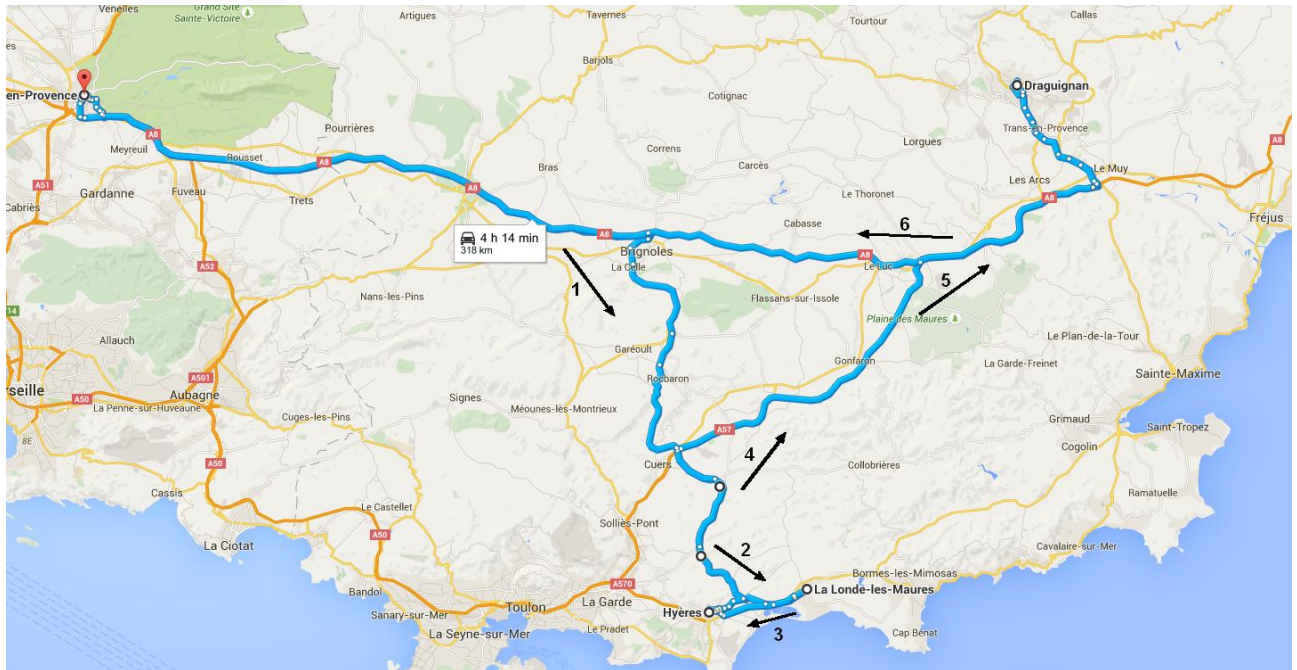 Venelles
Grand Site
Sainte-Victoire
Artigues
Tavernes
Tourtour
Callas
Barjols
en-Provence
Draguignan
Cotignac
Pourrières
Trans-en-Provence
A8
Meyreuil
A8
Lorgues
Correns
Rousset
A8
Bras
Carcès
Le Muy
A51
Fuveau
Gardanne
Trets
A8
Les Arcs
Le Thoronet
A8
Cabriès
Fréjus
6
Cabasse
4 h 14 min
318 km
A8
Brignoles
A8
La Celle
Le Luc
A52
5
1
Nans-les-Pins
Flassans-sur-Issole
Plaine des Maures
Le Plan-de-la-Tour
Allauch
Garéoult
Gonfaron
La Garde-Freinet
Rocbaron
Sainte-Maxime
A501
rseille
Aubagne
Signes
A50
La Penne-sur-Huveaune
Méounes-lès-Montrieux
Cuges-les-Pins
Grimaud
Saint-Tropez
A57
8E
Cogolin
4
A50
Cuers
Collobrières
Cassis
Ramatuelle
Le Castellet
La Ciotat
Solliès-Pont
A50
Cavalaire-sur-Mer
2
Bormes-les-Mimosas
A570
Bandol
La Londe-les-Maures
Toulon
La Garde
Hyères
Sanary-sur-Mer
Le Pradet
La Seyne-sur-Mer
3
Cap Bénat